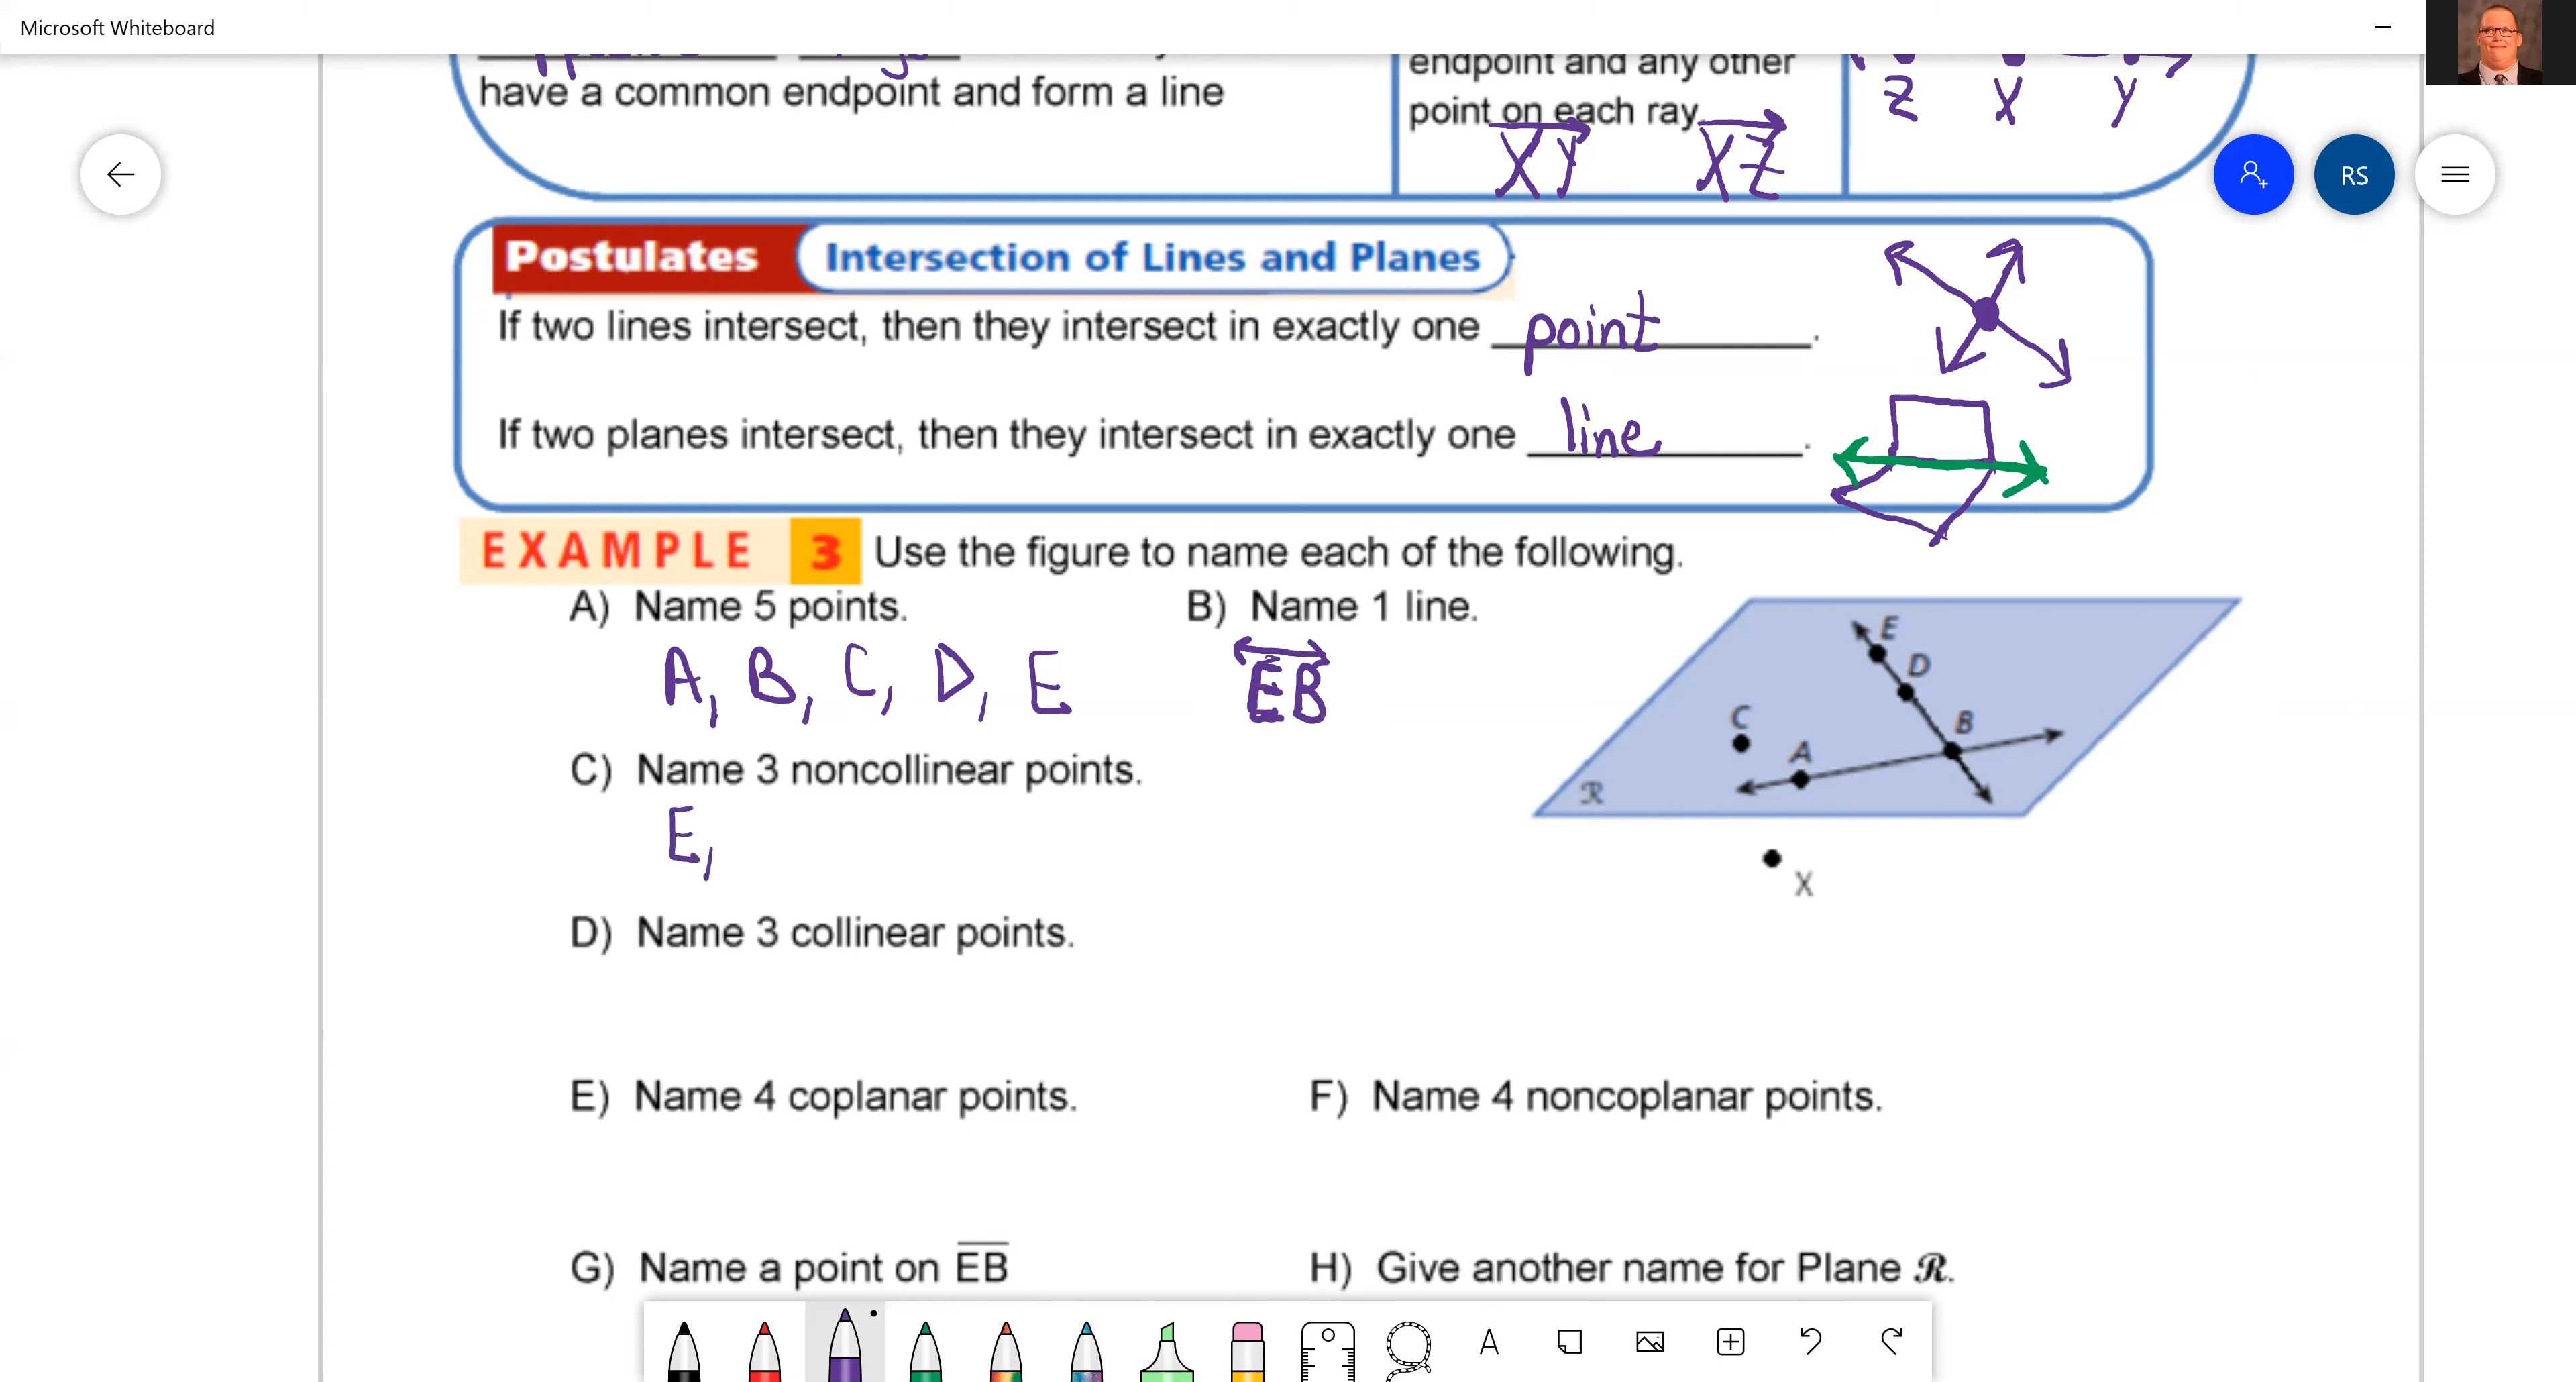 Microsoft Whiteboard
have a common endpoint and form a line
endpoint and any other
point on each ray.
XY XZ
Z X Y
RS
Postulates Intersection of Lines and Planes
If two lines intersect, then they intersect in exactly one point.
If two planes intersect, then they intersect in exactly one line.
EXAMPLE 3 Use the figure to name each of the following.
A) Name 5 points.
B) Name 1 line.
A, B, C, D, E
EB
E
D
C
B
A
R
X
C) Name 3 noncollinear points.
E,
D) Name 3 collinear points.
E) Name 4 coplanar points.
F) Name 4 noncoplanar points.
G) Name a point on EB
H) Give another name for Plane R.